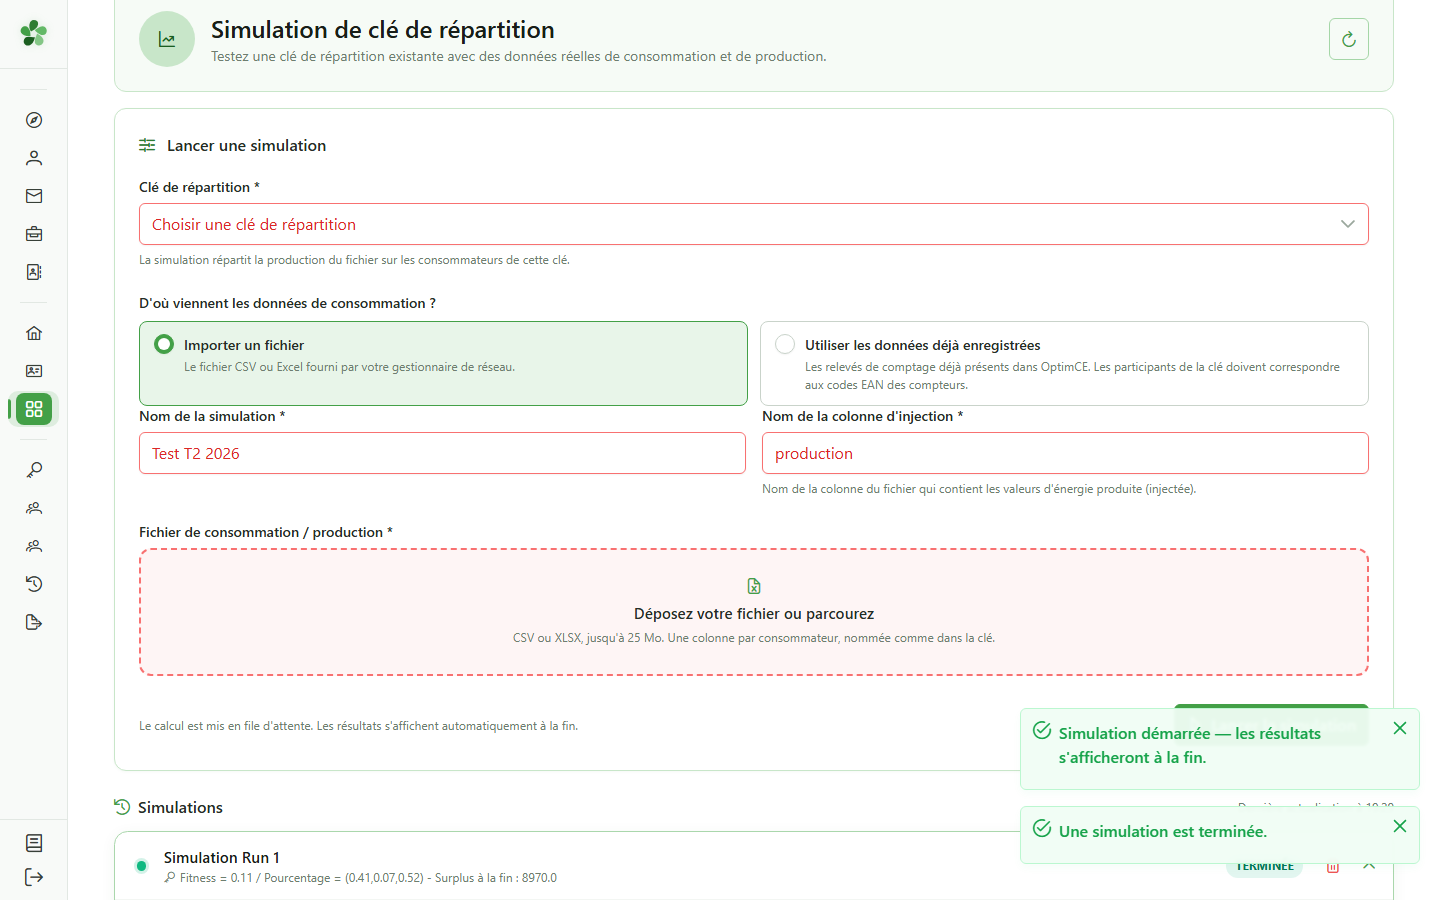 Simulation de clé de répartition
Testez une clé de répartition existante avec des données réelles de consommation et de production.
Lancer une simulation
Clé de répartition *
Choisir une clé de répartition
La simulation répartit la production du fichier sur les consommateurs de cette clé.
D'où viennent les données de consommation ?
Importer un fichier
Le fichier CSV ou Excel fourni par votre gestionnaire de réseau.
Utiliser les données déjà enregistrées
Les relevés de comptage déjà présents dans OptimCE. Les participants de la clé doivent correspondre
aux codes EAN des compteurs.
Nom de la simulation *
Nom de la colonne d'injection *
Test T2 2026
production
Nom de la colonne du fichier qui contient les valeurs d'énergie produite (injectée).
Fichier de consommation / production *
Déposez votre fichier ou parcourez
CSV ou XLSX, jusqu'à 25 Mo. Une colonne par consommateur, nommée comme dans la clé.
Le calcul est mis en file d'attente. Les résultats s'affichent automatiquement à la fin.
Simulation démarrée — les résultats
s'afficheront à la fin.
Simulations
Une simulation est terminée.
Simulation Run 1
TERMINÉE
Fitness = 0.11 / Pourcentage = (0.41,0.07,0.52) - Surplus à la fin : 8970.0